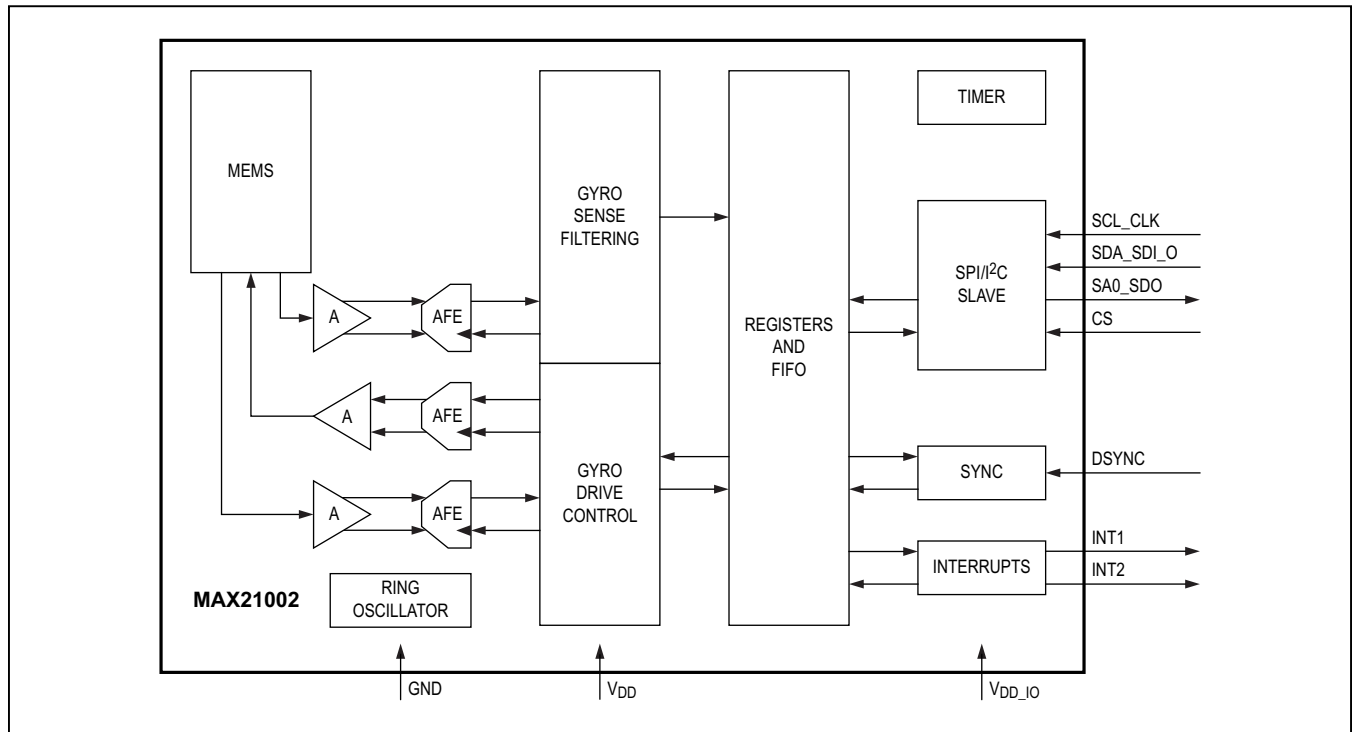 MEMS
GYRO
SENSE
FILTERING
TIMER
SPI/I²C
SLAVE
SCL_CLK
SDA_SDI_O
SA0_SDO
CS
REGISTERS
AND
FIFO
A
AFE
A
AFE
A
AFE
GYRO
DRIVE
CONTROL
SYNC
DSYNC
INTERRUPTS
INT1
INT2
RING
OSCILLATOR
MAX21002
GND
VDD
VDD_IO